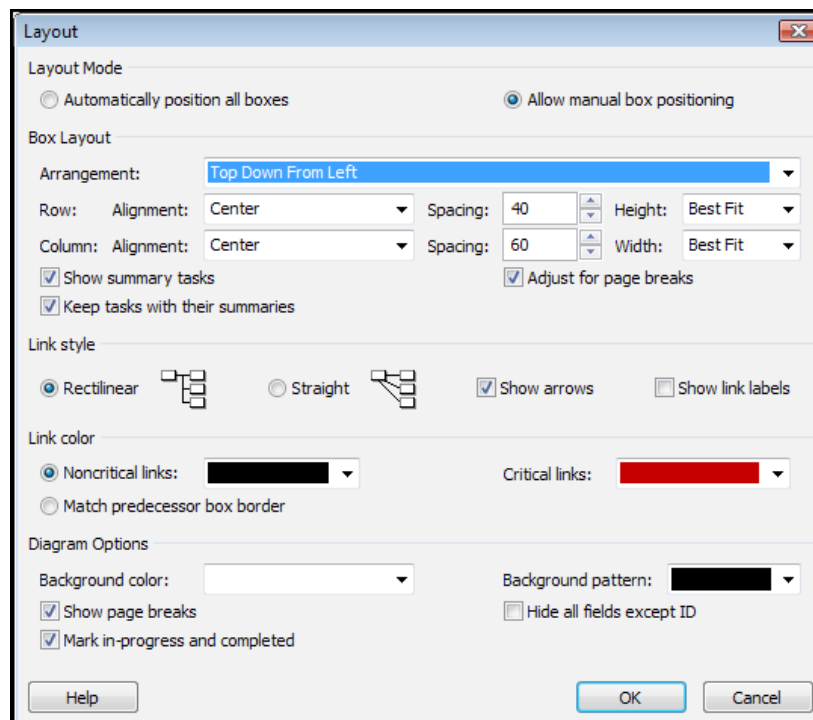 Layout
Layout Mode
Automatically position all boxes Allow manual box positioning
Box Layout
Arrangement: Top Down From Left
Row: Alignment: Center Spacing: 40 Height: Best Fit
Column: Alignment: Center Spacing: 60 Width: Best Fit
Show summary tasks Adjust for page breaks
Keep tasks with their summaries
Link style
Rectilinear Straight Show arrows Show link labels
Link color
Noncritical links: Critical links:
Match predecessor box border
Diagram Options
Background color: Background pattern:
Show page breaks Hide all fields except ID
Mark in-progress and completed
Help OK Cancel